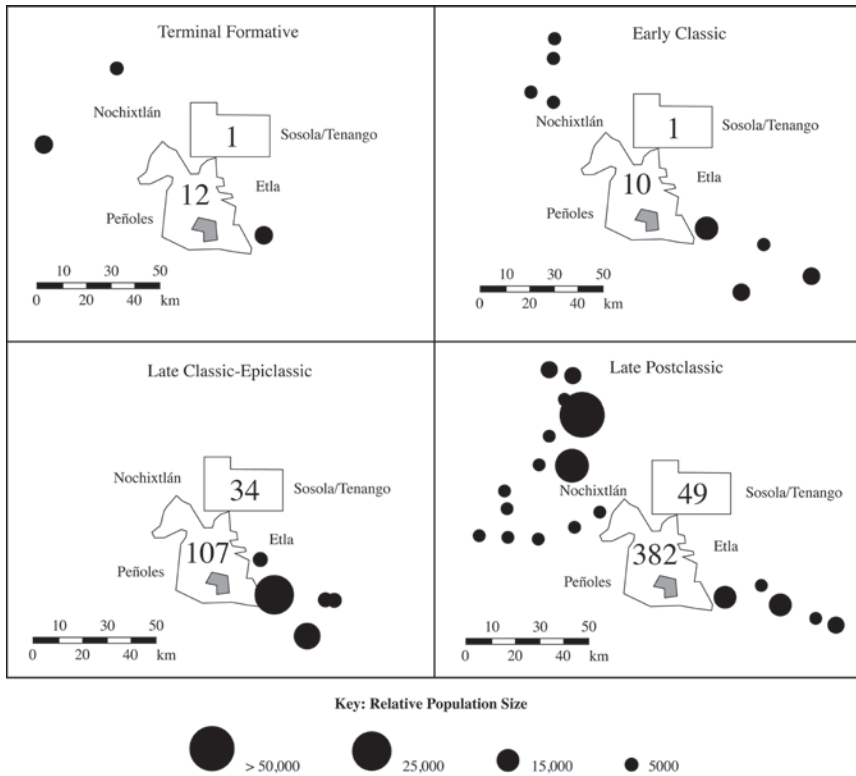 Terminal Formative
Nochixtlán
1
Sosola/Tenango
12
Etla
Peñoles
10 30 50
0 20 40 km
Early Classic
Nochixtlán
1
Sosola/Tenango
10
Etla
Peñoles
10 30 50
0 20 40 km
Late Classic-Epiclassic
Nochixtlán
34
Sosola/Tenango
107
Etla
Peñoles
10 30 50
0 20 40 km
Late Postclassic
Nochixtlán
49
Sosola/Tenango
382
Etla
Peñoles
10 30 50
0 20 40 km
Key: Relative Population Size
> 50,000 25,000 15,000 5000